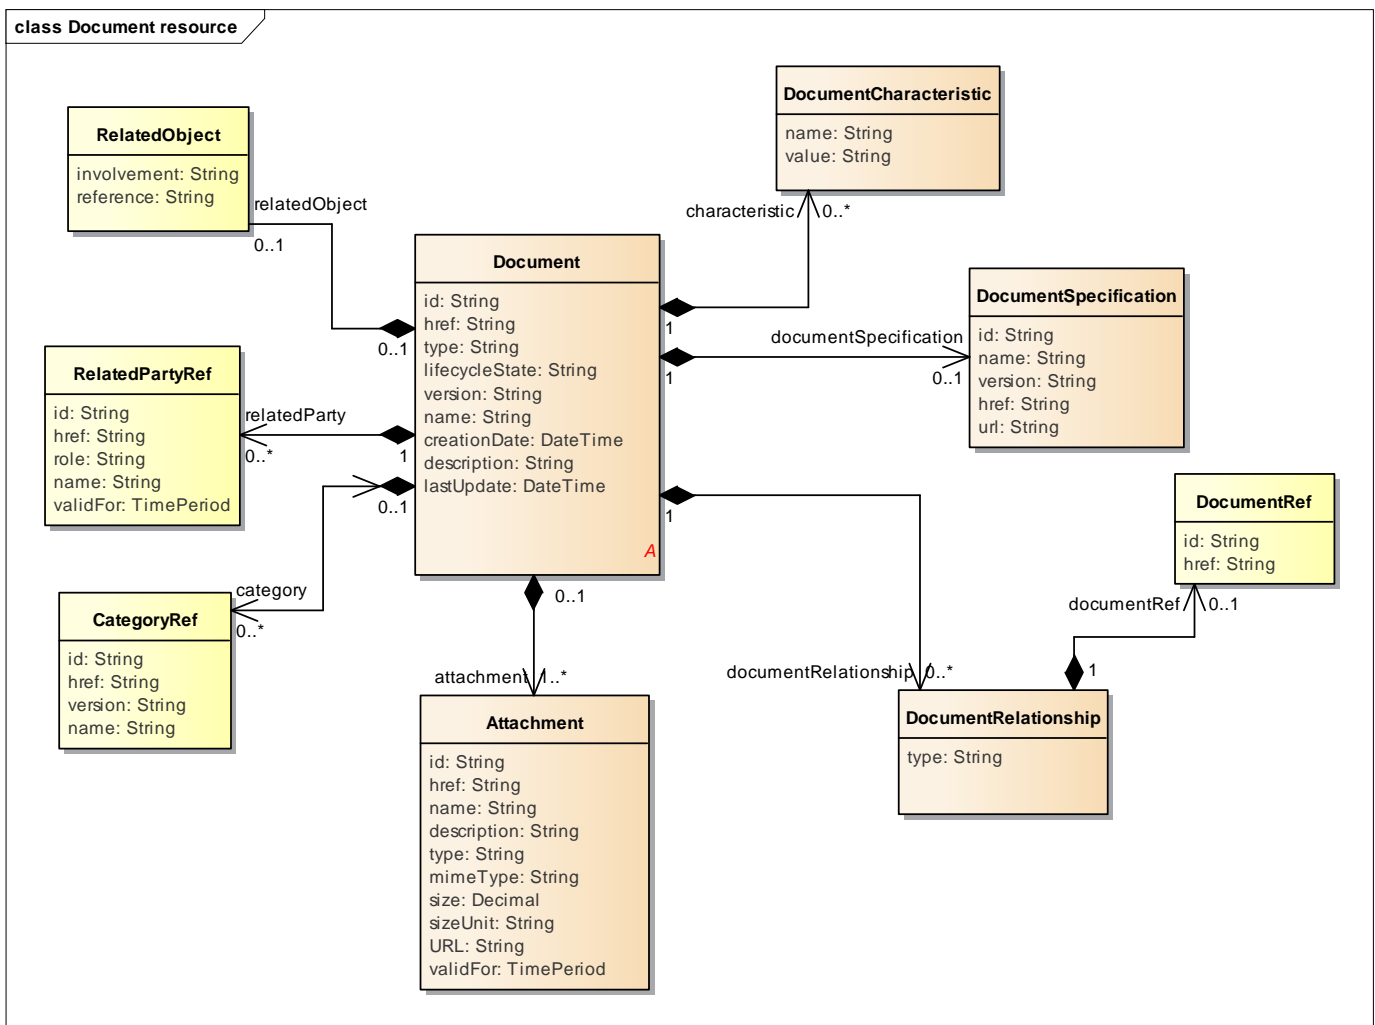 class Document resource
DocumentCharacteristic
name: String
value: String
RelatedObject
involvement: String
reference: String
relatedObject
0..1
characteristic
0..*
Document
id: String
href: String
type: String
lifecycleState: String
version: String
name: String
creationDate: DateTime
description: String
lastUpdate: DateTime
A
0..1
1
0..1
1
1
1
0..1
DocumentSpecification
id: String
name: String
version: String
href: String
url: String
documentSpecification
0..1
RelatedPartyRef
id: String
href: String
role: String
name: String
validFor: TimePeriod
relatedParty
0..*
DocumentRef
id: String
href: String
documentRef
0..1
category
0..*
CategoryRef
id: String
href: String
version: String
name: String
attachment
1..*
Attachment
id: String
href: String
name: String
description: String
type: String
mimeType: String
size: Decimal
sizeUnit: String
URL: String
validFor: TimePeriod
documentRelationship
0..*
1
DocumentRelationship
type: String